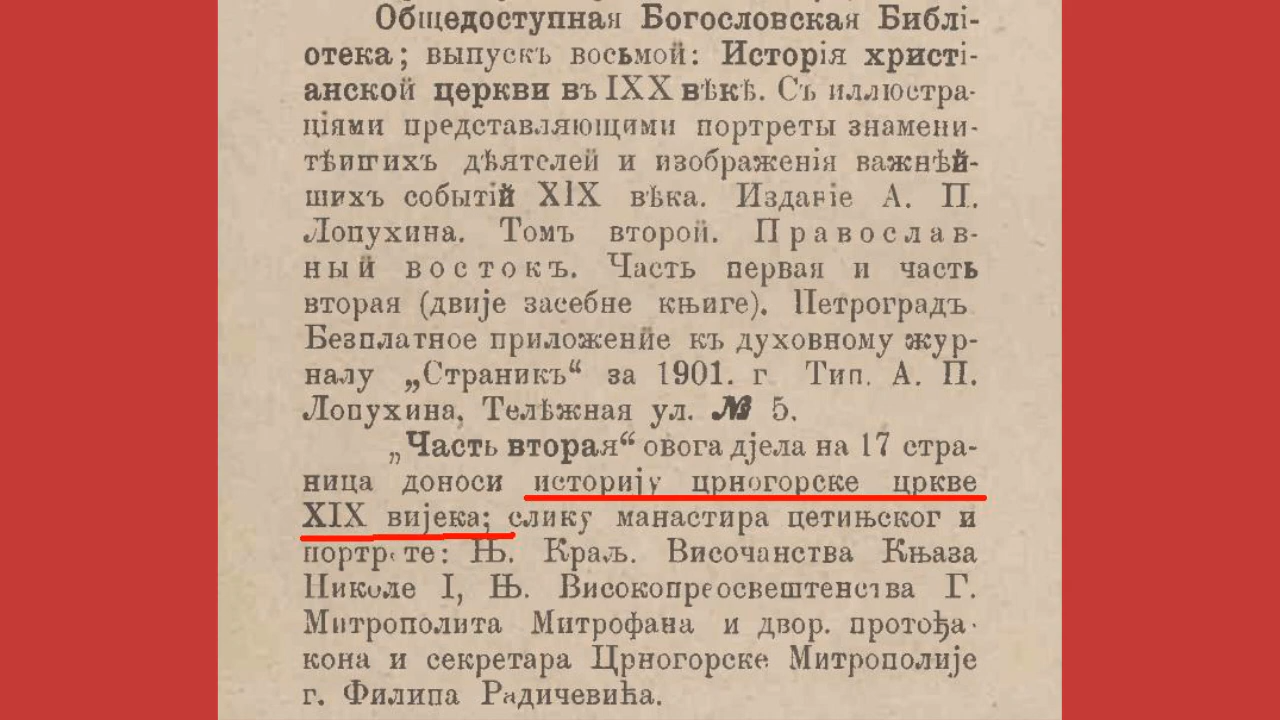 Общедоступная Богословская Библі-
отека; выпускъ восьмой: Исторія христі-
анской церкви въ IXX вѣкѣ. Съ иллюстра-
ціями представляющими портреты знамени-
тѣишихъ дѣятелей и изображенія важнѣй-
шихъ событій XIX вѣка. Изданіе А. П.
Лопухина. Томъ второй. Православ-
ный востокъ. Часть первая и часть
вторая (двије засебне књиге). Петроградъ
Безплатное приложенйе къ духовному жур-
налу „Страникъ“ за 1901. г Тип. А. П.
Лопухина, Телѣжная ул. № 5.
„Часть вторая“ овога дјела на 17 стра-
ница доноси историју црногорске цркве
XIX вијека; слику манастира цетињског и
портрете: Њ. Краљ. Височанства Књаза
Николе I, Њ. Високопреосвештенства Г.
Митрополита Митрофана и двор. протођа-
кона и секретара Црногорске Митрополије
г. Филипа Радичевића.